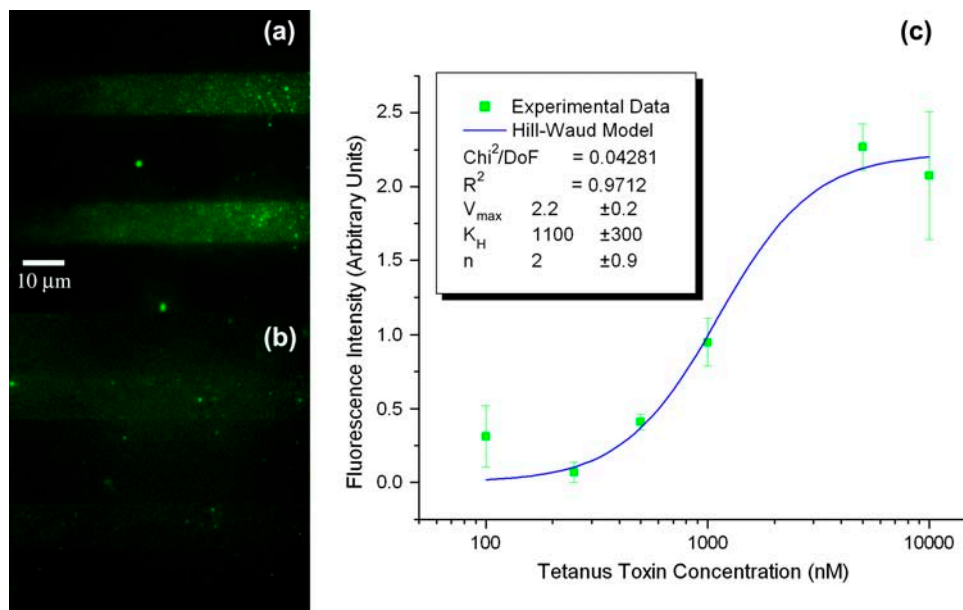 (a)
10 μm
(b)
(c)
Experimental Data
Hill-Waud Model
Chi²/DoF = 0.04281
R² = 0.9712
Vmax 2.2 ±0.2
KH 1100 ±300
n 2 ±0.9
Fluorescence Intensity (Arbitrary Units)
2.5
2.0
1.5
1.0
0.5
0.0
100 1000 10000
Tetanus Toxin Concentration (nM)